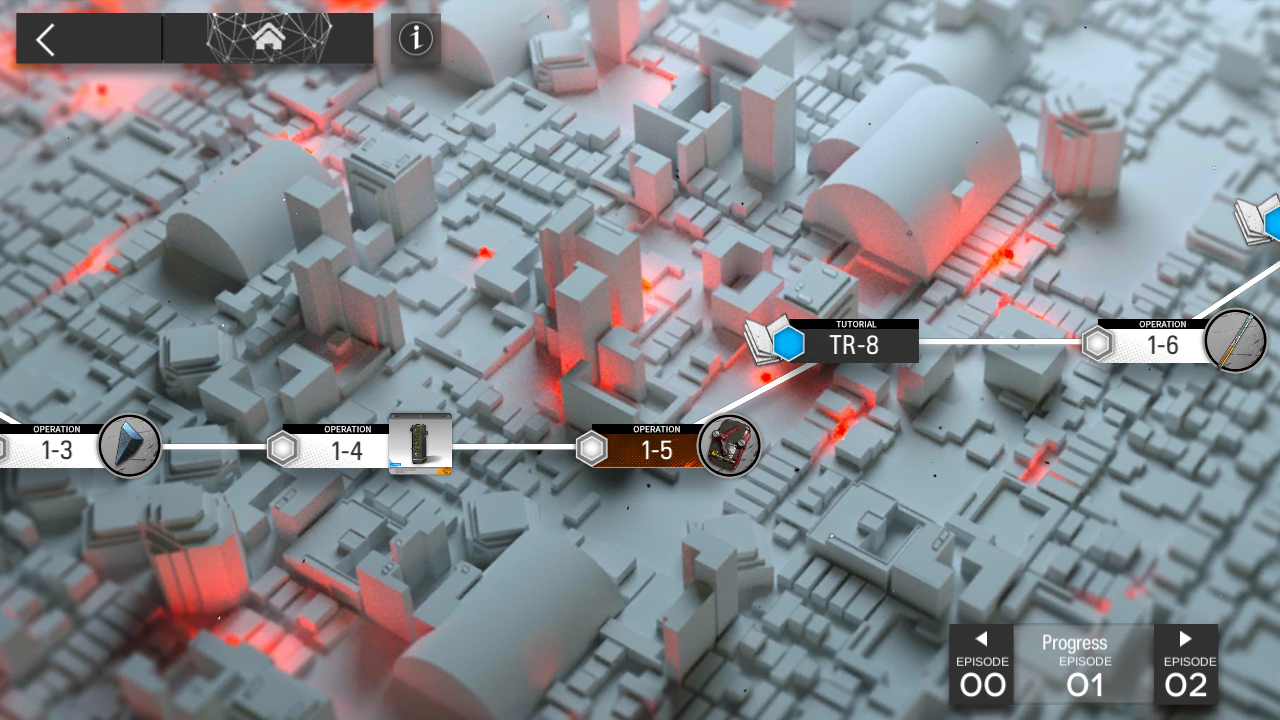 TUTORIAL
TR-8
OPERATION
1-6
OPERATION
1-3
OPERATION
1-4
OPERATION
1-5
Progress
EPISODE
00
EPISODE
01
EPISODE
02